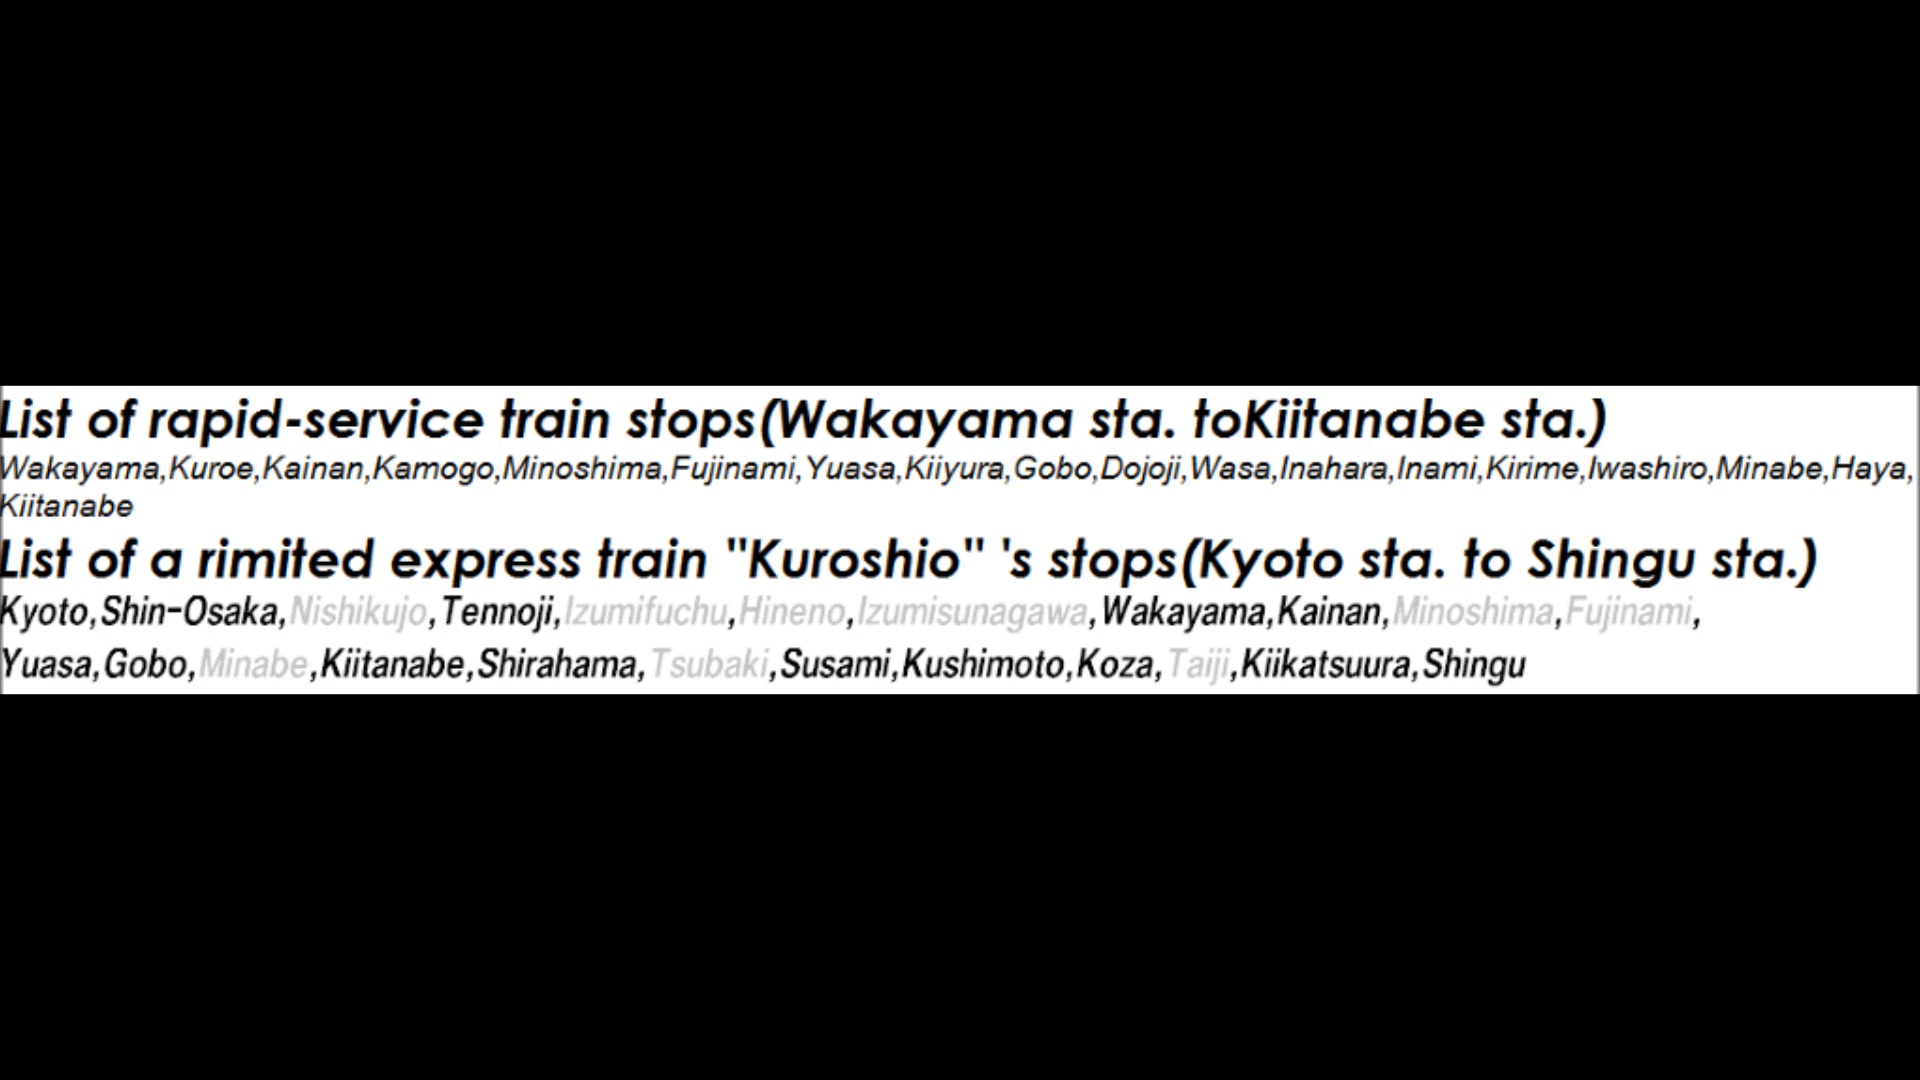 List of rapid-service train stops(Wakayama sta. toKiitanabe sta.)
Wakayama,Kuroe,Kainan,Kamogo,Minoshima,Fujinami,Yuasa,Kiiyura,Gobo,Dojoji,Wasa,Inahara,Inami,Kirime,Iwashiro,Minabe,Haya,
Kiitanabe
List of a rimited express train "Kuroshio" 's stops(Kyoto sta. to Shingu sta.)
Kyoto,Shin-Osaka,Nishikujo,Tennoji,Izumifuchu,Hineno,Izumisunagawa,Wakayama,Kainan,Minoshima,Fujinami,
Yuasa,Gobo,Minabe,Kiitanabe,Shirahama,Tsubaki,Susami,Kushimoto,Koza,Taiji,Kiikatsuura,Shingu